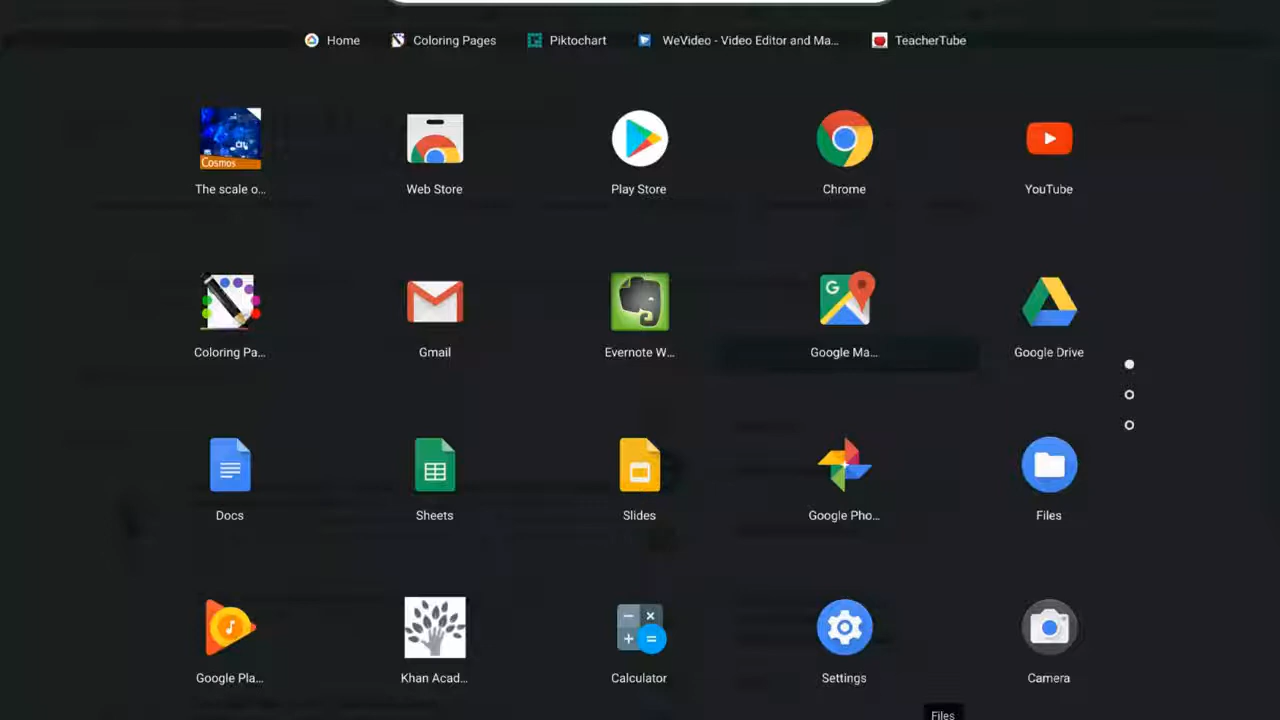 Home Coloring Pages Piktochart WeVideo - Video Editor and Ma... TeacherTube
Cosmos
The scale o... Web Store Play Store Chrome YouTube
G
Coloring Pa... Gmail Evernote W... Google Ma... Google Drive
Docs Sheets Slides Google Pho... Files
Google Pla... Khan Acad... Calculator Settings Camera
Files